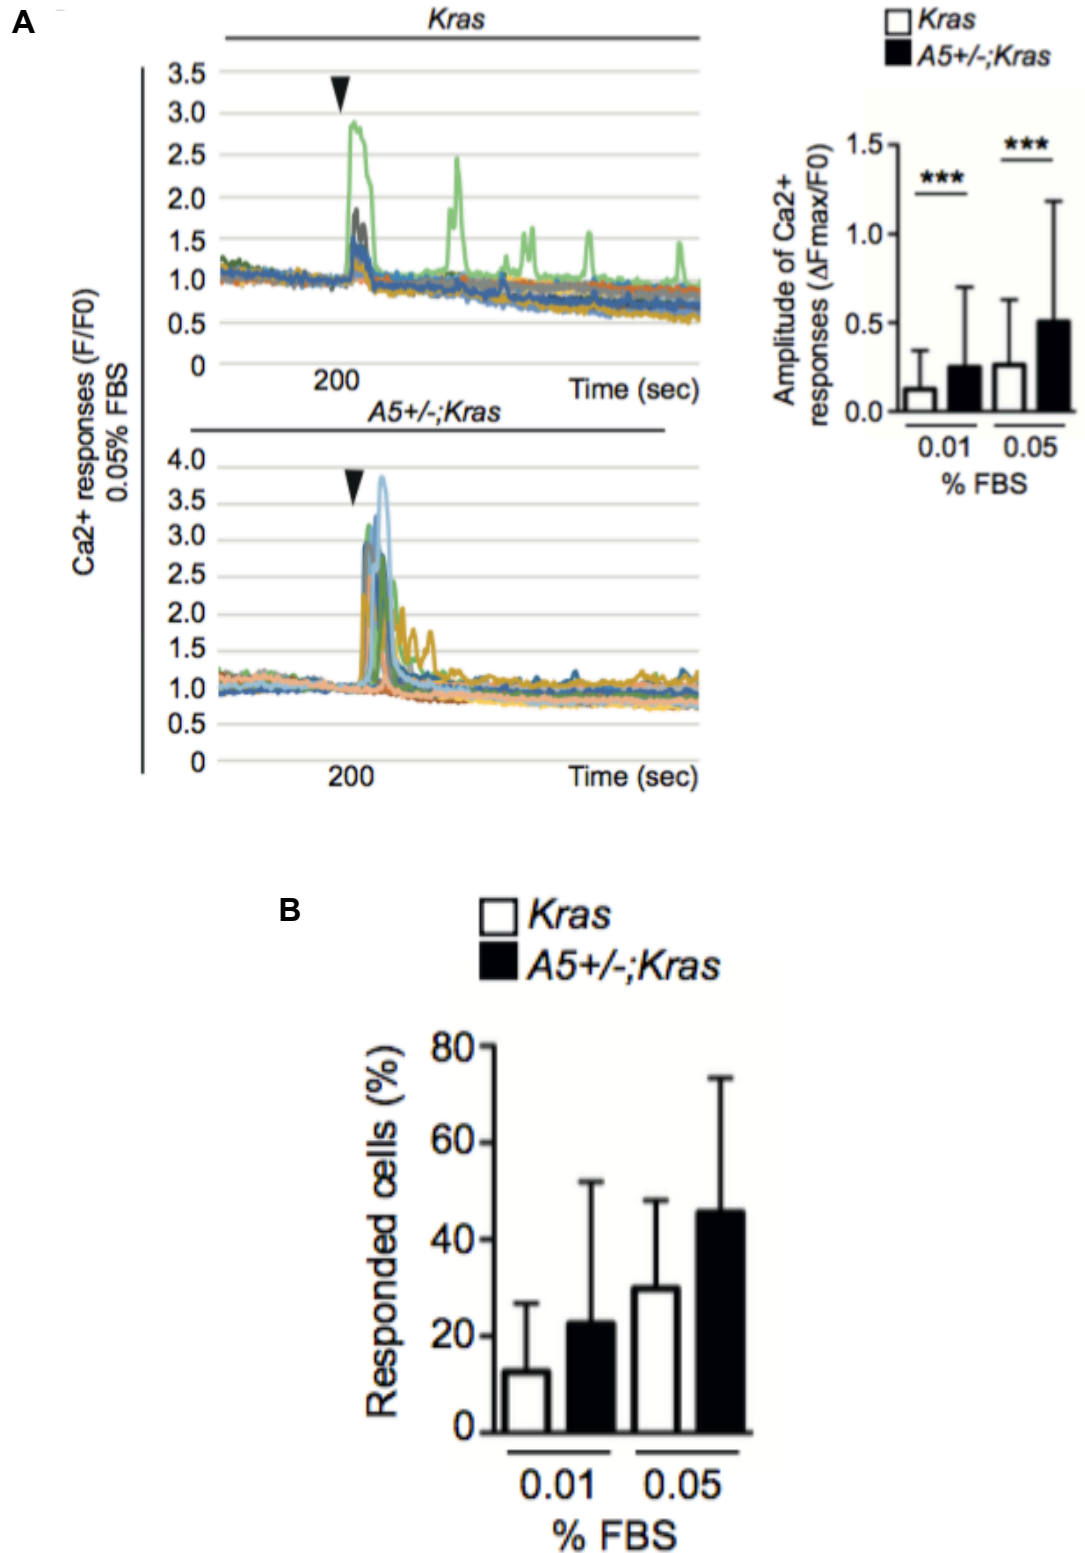 A
Kras
3.5
3.0
2.5
2.0
1.5
1.0
0.5
0
200
Time (sec)
A5+/-;Kras
4.0
3.5
3.0
2.5
2.0
1.5
1.0
0.5
0
200
Time (sec)
Ca2+ responses (F/F0)
0.05% FBS
Kras
A5+/-;Kras
Amplitude of Ca2+
responses (ΔFmax/F0)
1.5
1.0
0.5
0.0
***
***
0.01 0.05
% FBS
B
Kras
A5+/-;Kras
Responded cells (%)
80
60
40
20
0
0.01 0.05
% FBS